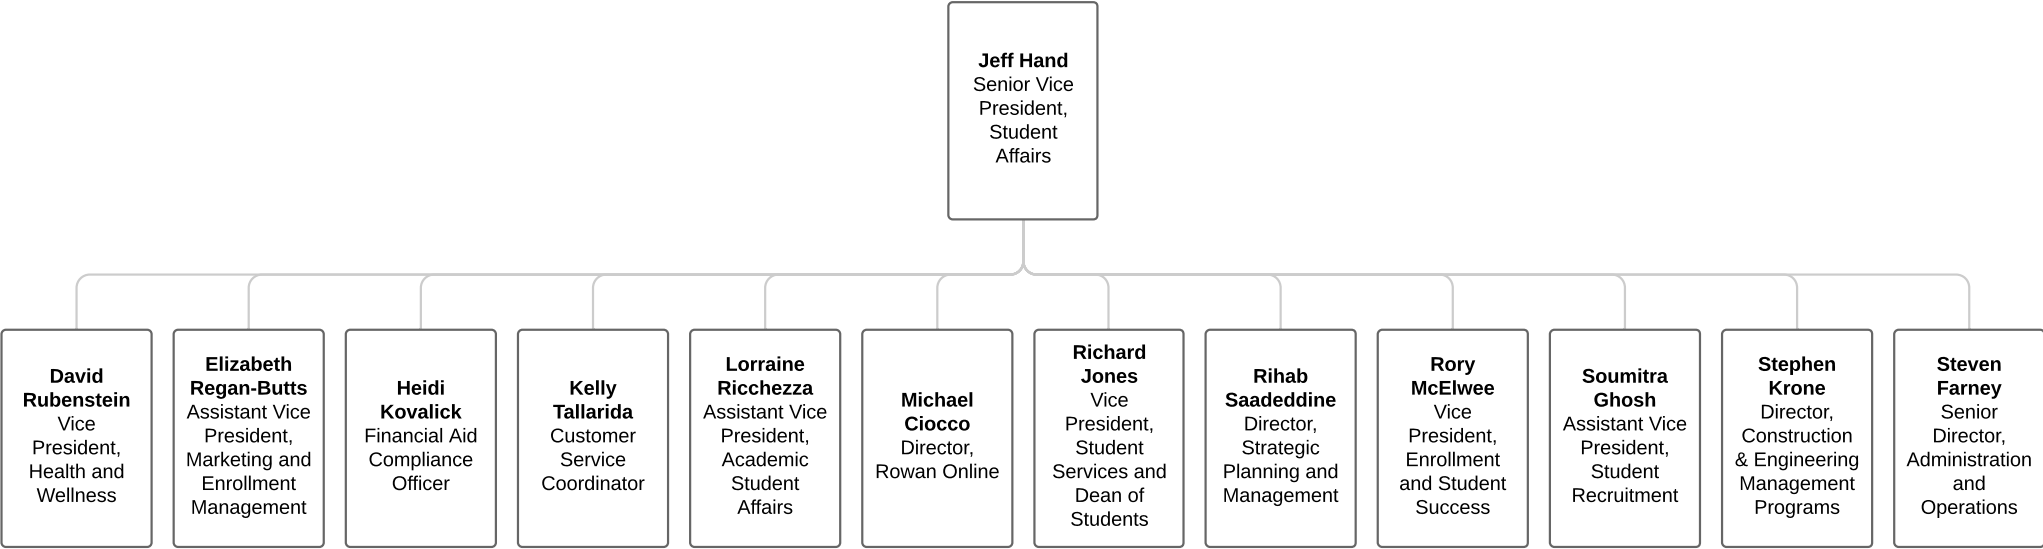 Jeff Hand
Senior Vice
President,
Student
Affairs
David
Rubenstein
Vice
President,
Health and
Wellness
Elizabeth
Regan-Butts
Assistant Vice
President,
Marketing and
Enrollment
Management
Heidi
Kovalick
Financial Aid
Compliance
Officer
Kelly
Tallarida
Customer
Service
Coordinator
Lorraine
Ricchezza
Assistant Vice
President,
Academic
Student
Affairs
Michael
Ciocco
Director,
Rowan Online
Richard
Jones
Vice
President,
Student
Services and
Dean of
Students
Rihab
Saadeddine
Director,
Strategic
Planning and
Management
Rory
McElwee
Vice
President,
Enrollment
and Student
Success
Soumitra
Ghosh
Assistant Vice
President,
Student
Recruitment
Stephen
Krone
Director,
Construction
& Engineering
Management
Programs
Steven
Farney
Senior
Director,
Administration
and
Operations